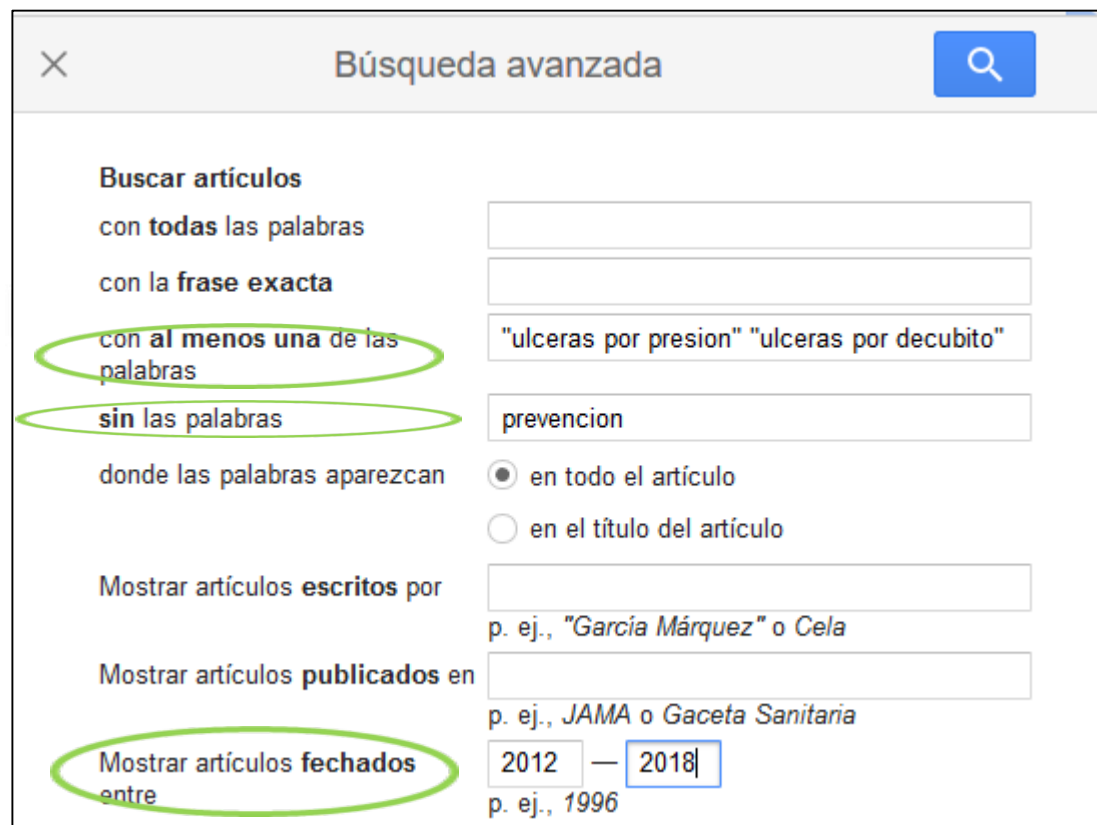 Búsqueda avanzada
Buscar artículos
con todas las palabras
con la frase exacta
con al menos una de las
palabras
"ulceras por presion" "ulceras por decubito"
sin las palabras
prevencion
donde las palabras aparezcan
en todo el artículo
en el título del artículo
Mostrar artículos escritos por
p. ej., "García Márquez" o Cela
Mostrar artículos publicados en
p. ej., JAMA o Gaceta Sanitaria
Mostrar artículos fechados
entre
2012 — 2018
p. ej., 1996